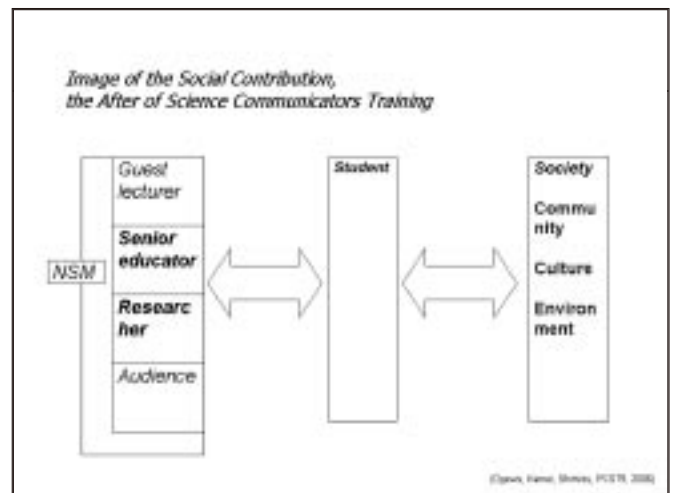 Image of the Social Contribution,
the After of Science Communicators Training
NSM
Guest
lecturer
Senior
educator
Researc
her
Audience
Student
Society
Commu
nity
Culture
Environ
ment